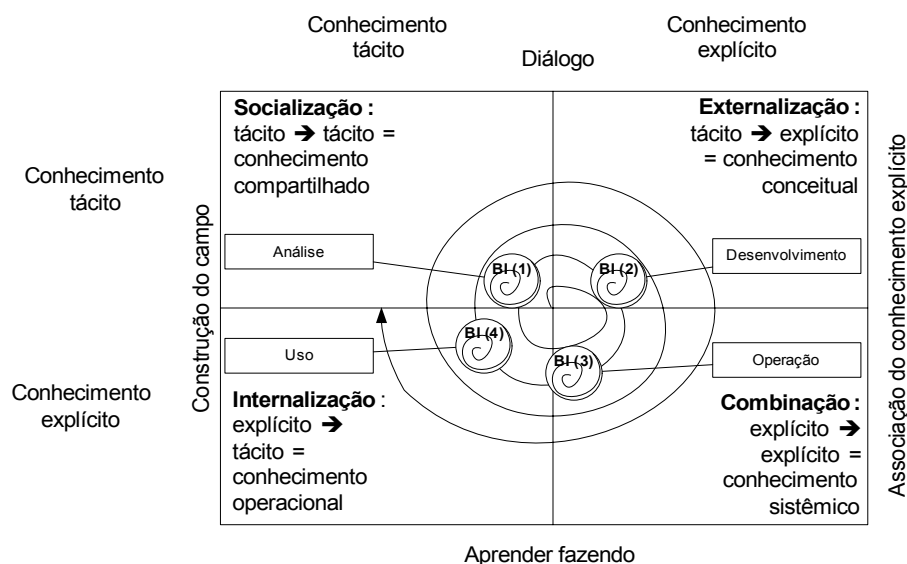 Conhecimento
tácito
Diálogo
Conhecimento
explícito
Socialização :
tácito ➔ tácito =
conhecimento
compartilhado
Externalização :
tácito ➔ explícito
= conhecimento
conceitual
Conhecimento
tácito
Construção do campo
Associação do conhecimento explícito
Análise
BI (1)
BI (2)
Desenvolvimento
Uso
BI (4)
BI (3)
Operação
Conhecimento
explícito
Internalização :
explícito ➔
tácito =
conhecimento
operacional
Combinação :
explícito ➔
explícito =
conhecimento
sistêmico
Aprender fazendo